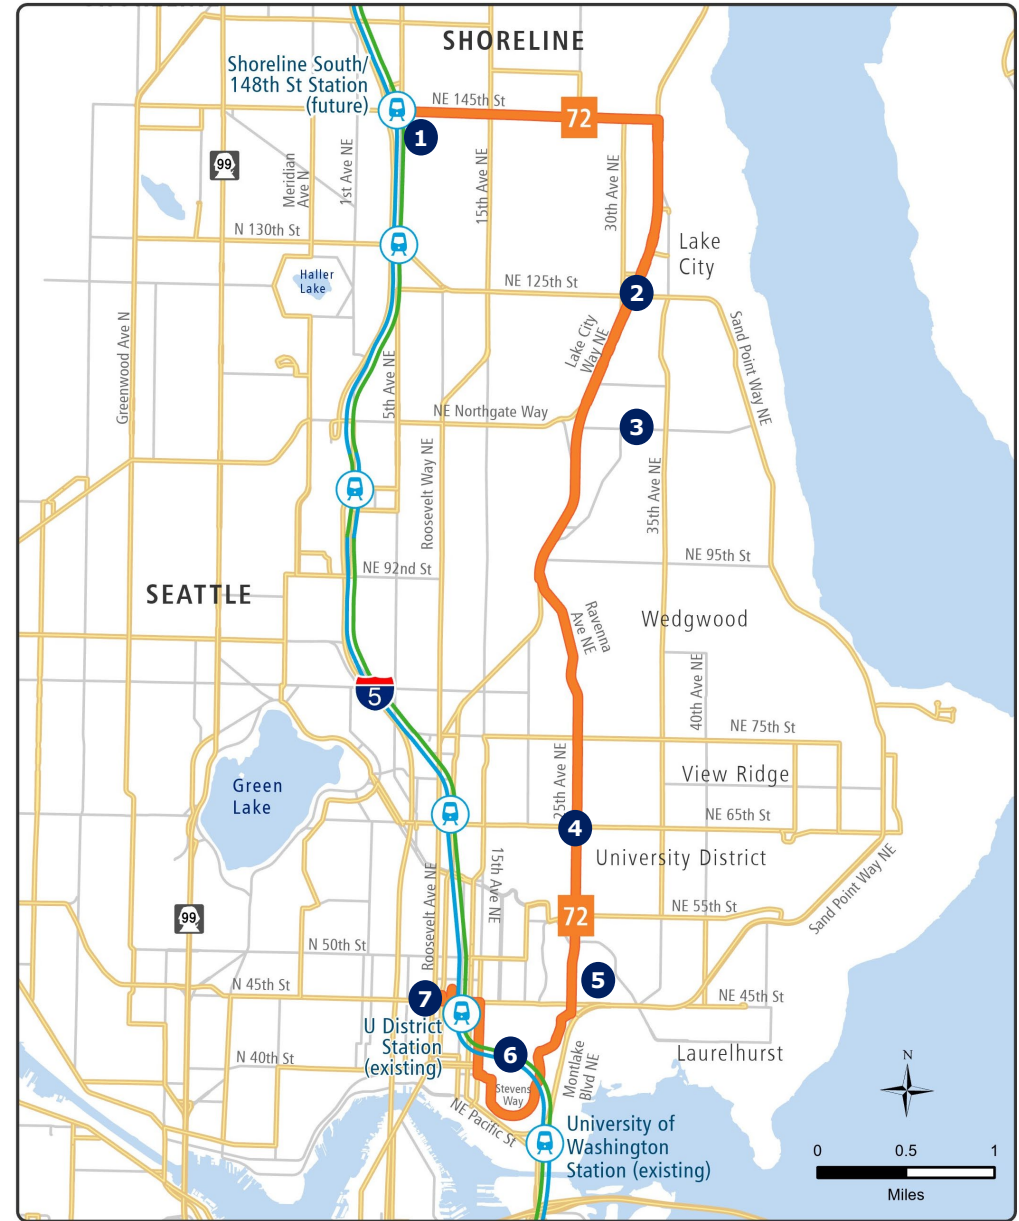 SHORELINE
Shoreline South/
148th St Station
(future)
NE 145th St
72
1
99
Meridian
Ave N
1st Ave NE
15th Ave NE
30th Ave NE
N 130th St
Lake
City
Haller
Lake
NE 125th St
2
Greenwood Ave N
Lake City
Way NE
Sand Point Way NE
5th Ave NE
NE Northgate Way
3
Roosevelt Way NE
35th Ave NE
NE 95th St
NE 92nd St
SEATTLE
Ravenna
Ave NE
Wedgwood
40th Ave NE
5
NE 75th St
25th Ave NE
View Ridge
Green
Lake
NE 65th St
4
University District
15th Ave NE
Roosevelt Ave NE
Sand Point Way NE
NE 55th St
72
99
N 50th St
5
N 45th St
7
NE 45th St
U District
Station
(existing)
6
N 40th St
Laurelhurst
Montlake
Blvd NE
Stevens
Way
NE Pacific St
University of
Washington
Station (existing)
N
0 0.5 1
Miles